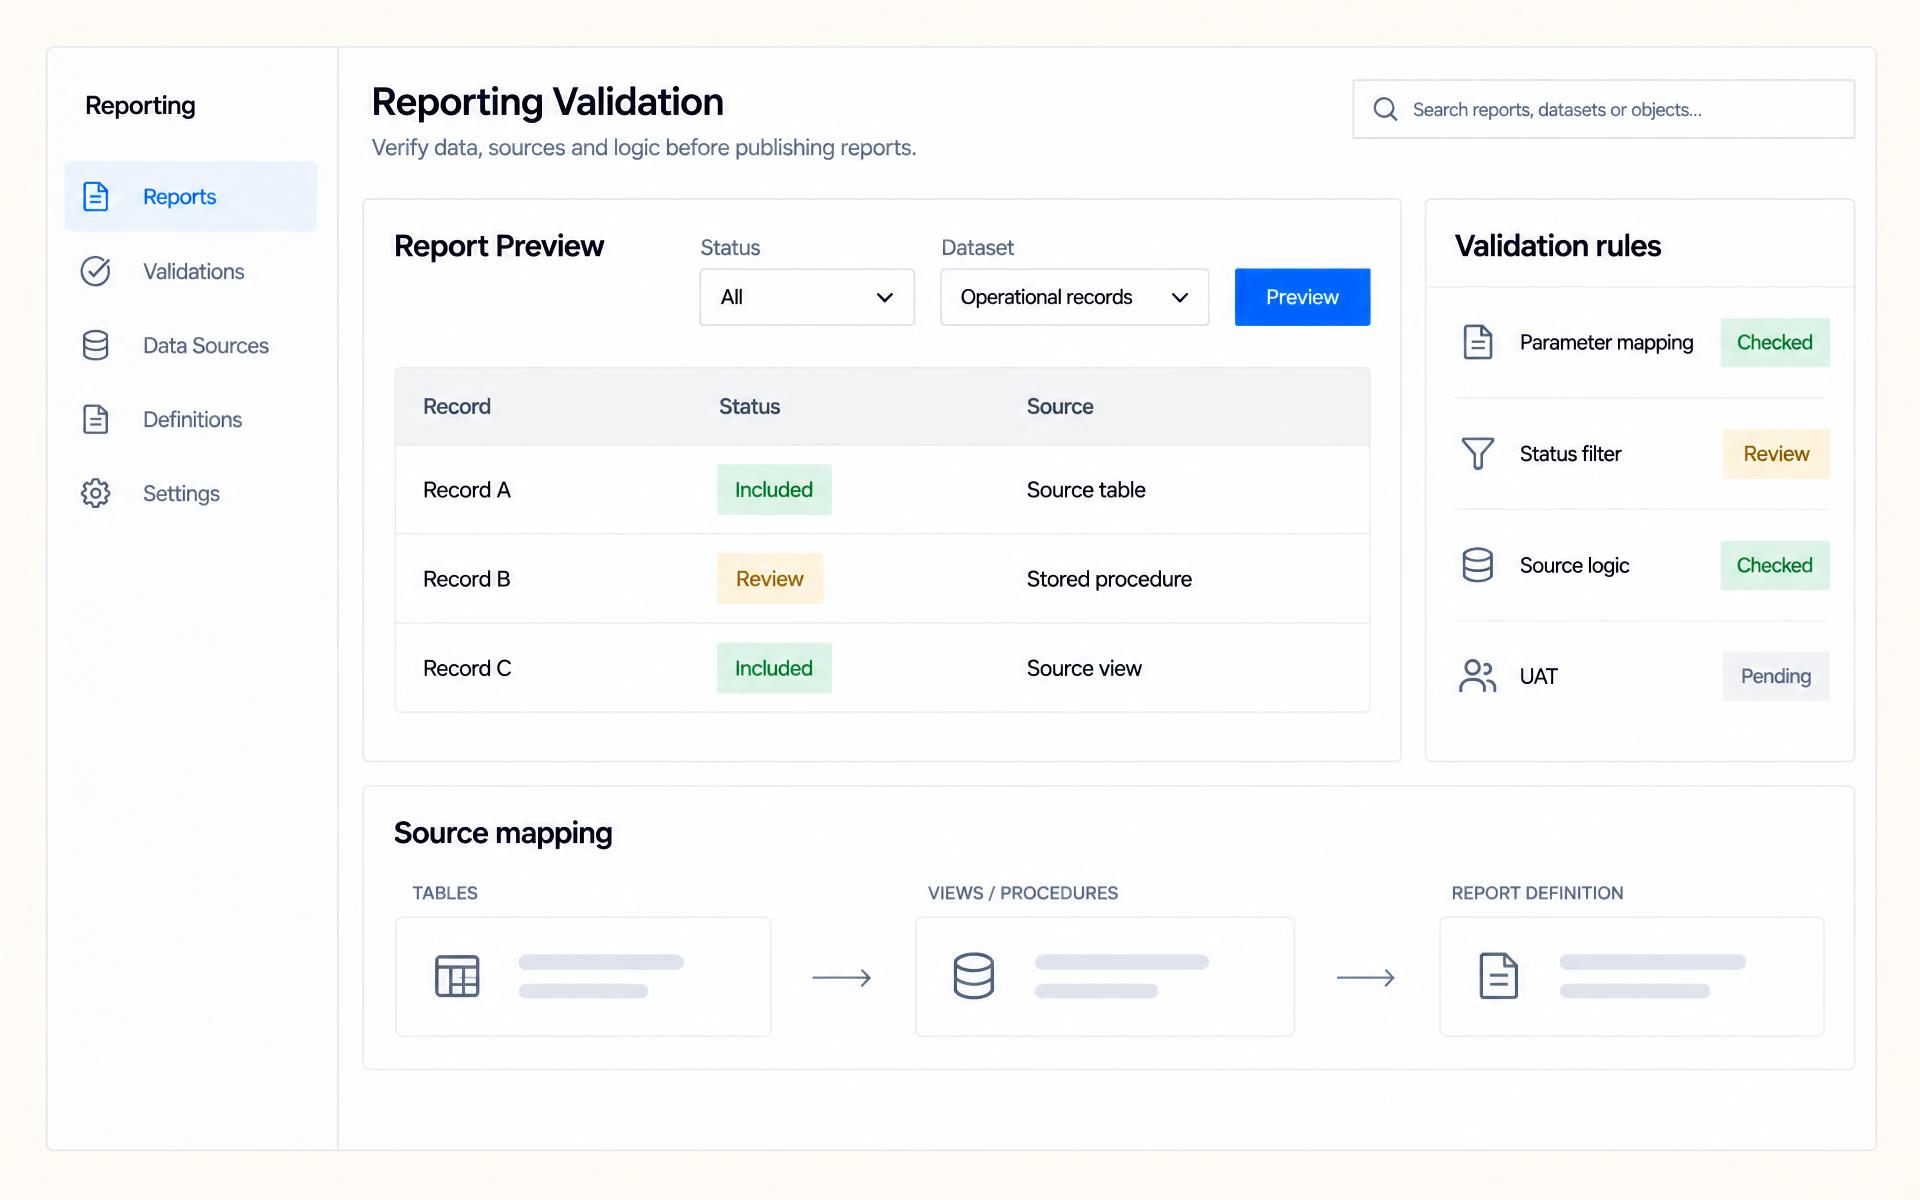 Reporting
Reports
Validations
Data Sources
Definitions
Settings
Reporting Validation
Verify data, sources and logic before publishing reports.
Search reports, datasets or objects...
Report Preview
Status
All
Dataset
Operational records
Preview
Record Status Source
Record A Included Source table
Record B Review Stored procedure
Record C Included Source view
Validation rules
Parameter mapping Checked
Status filter Review
Source logic Checked
UAT Pending
Source mapping
TABLES
VIEWS / PROCEDURES
REPORT DEFINITION